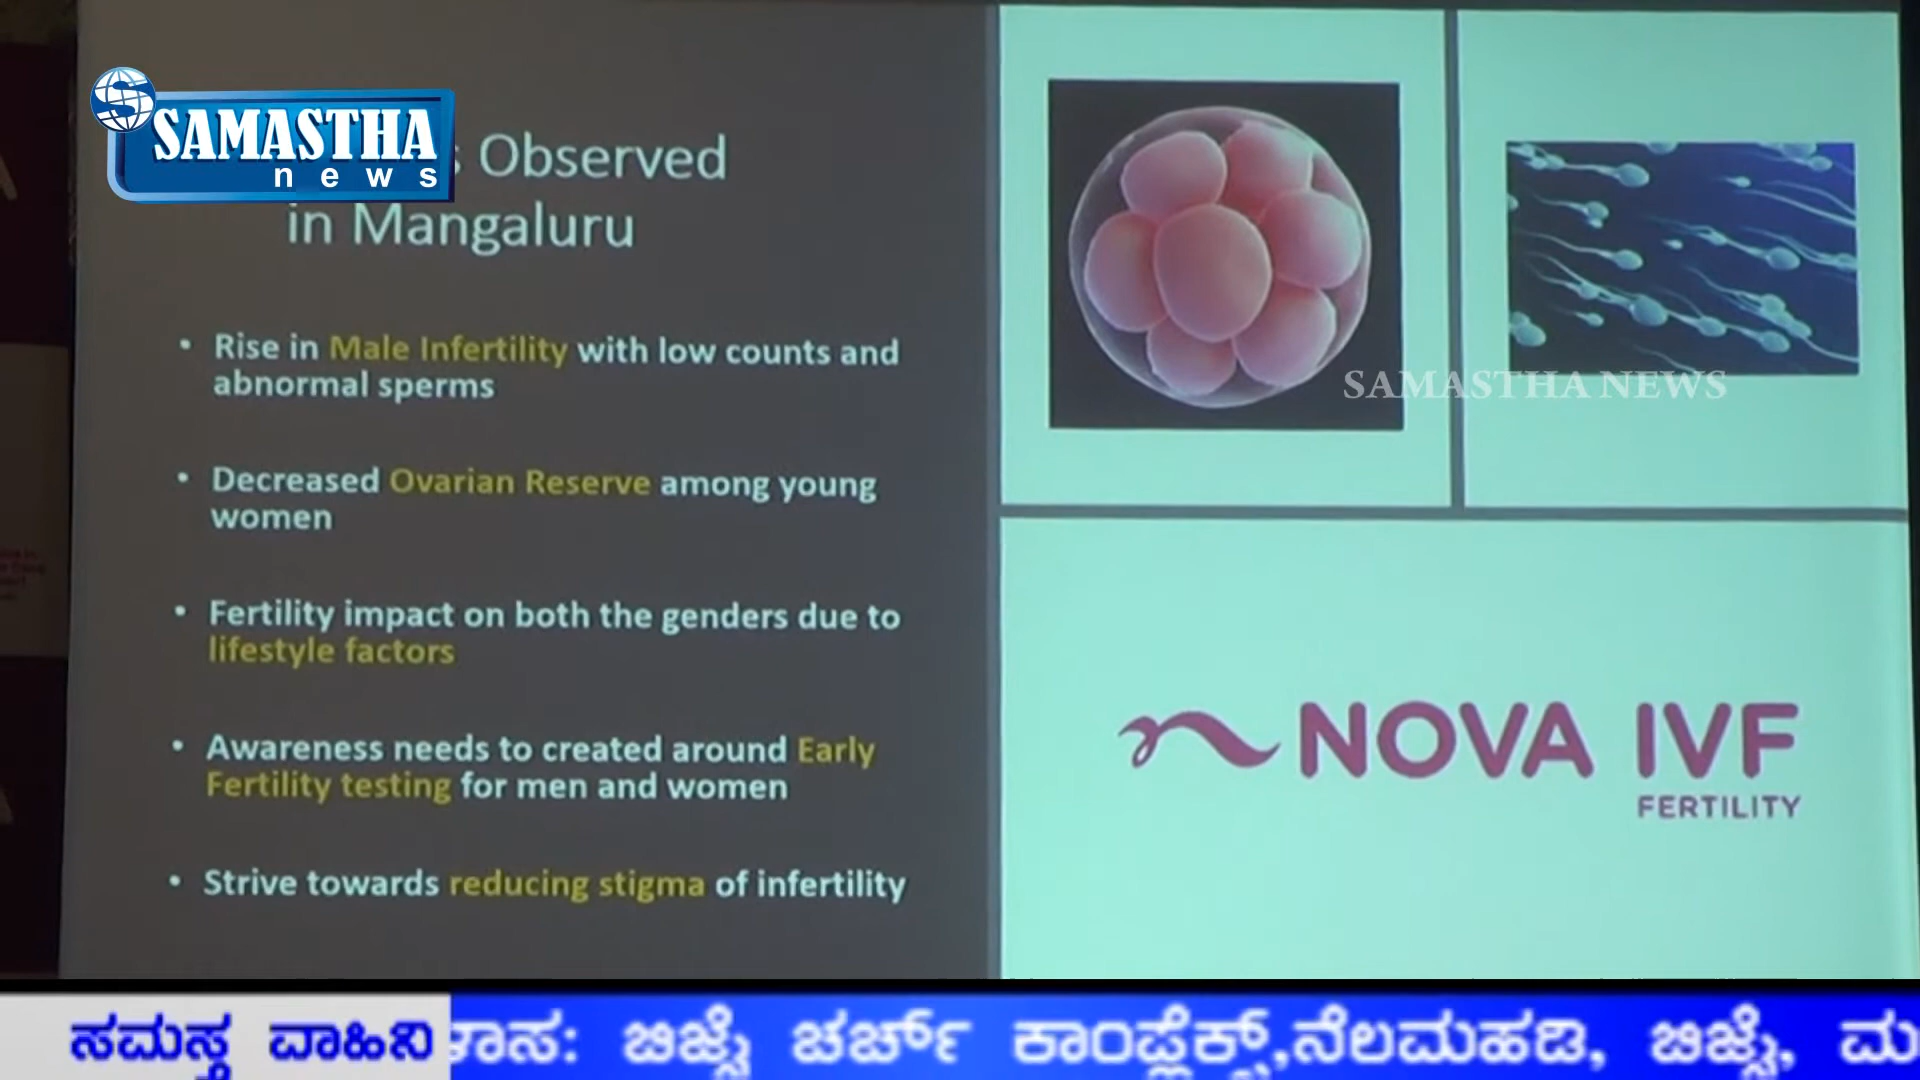 SAMASTHA
news
Observed
in Mangaluru
• Rise in Male Infertility with low counts and
abnormal sperms
• Decreased Ovarian Reserve among young
women
• Fertility impact on both the genders due to
lifestyle factors
• Awareness needs to created around Early
Fertility testing for men and women
• Strive towards reducing stigma of infertility
SAMASTHA NEWS
NOVA IVF
FERTILITY
ಸಮಸ್ತ ವಾಹಿನಿ
ಬಿಜೈ ಚರ್ಚ್ ಕಾಂಪ್ಲೆಕ್ಸ್,ನೆಲಮಹಡಿ, ಬಿಜೈ,